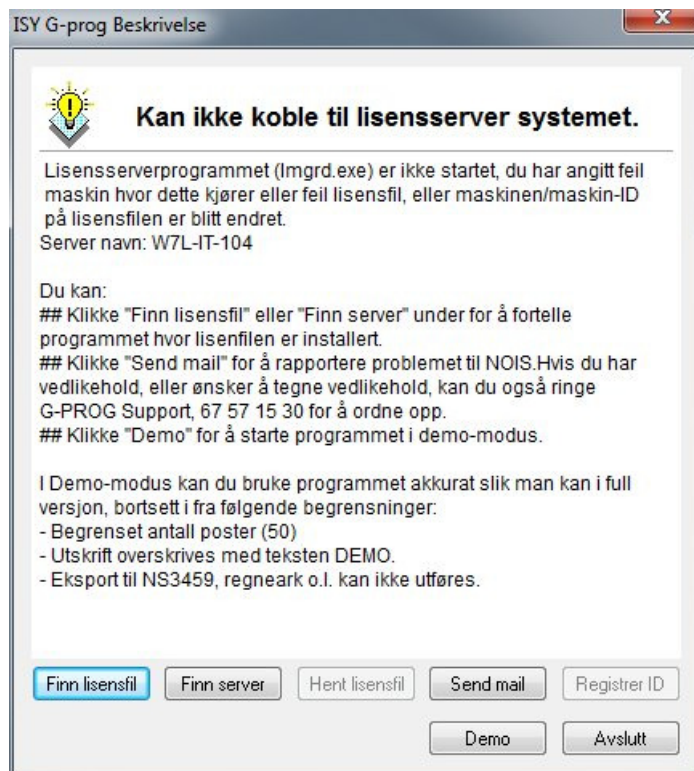 ISY G-prog Beskrivelse
Kan ikke koble til lisensserver systemet.
Lisensserverprogrammet (lmgrd.exe) er ikke startet, du har angitt feil
maskin hvor dette kjører eller feil lisensfil, eller maskinen/maskin-ID
på lisensfilen er blitt endret.
Server navn: W7L-IT-104
Du kan:
## Klikke "Finn lisensfil" eller "Finn server" under for å fortelle
programmet hvor lisenfilen er installert.
## Klikke "Send mail" for å rapportere problemet til NOIS.Hvis du har
vedlikehold, eller ønsker å tegne vedlikehold, kan du også ringe
G-PROG Support, 67 57 15 30 for å ordne opp.
## Klikke "Demo" for å starte programmet i demo-modus.
I Demo-modus kan du bruke programmet akkurat slik man kan i full
versjon, bortsett i fra følgende begrensninger:
- Begrenset antall poster (50)
- Utskrift overskrives med teksten DEMO.
- Eksport til NS3459, regneark o.l. kan ikke utføres.
Finn lisensfil Finn server Hent lisensfil Send mail Registrer ID
Demo Avslutt